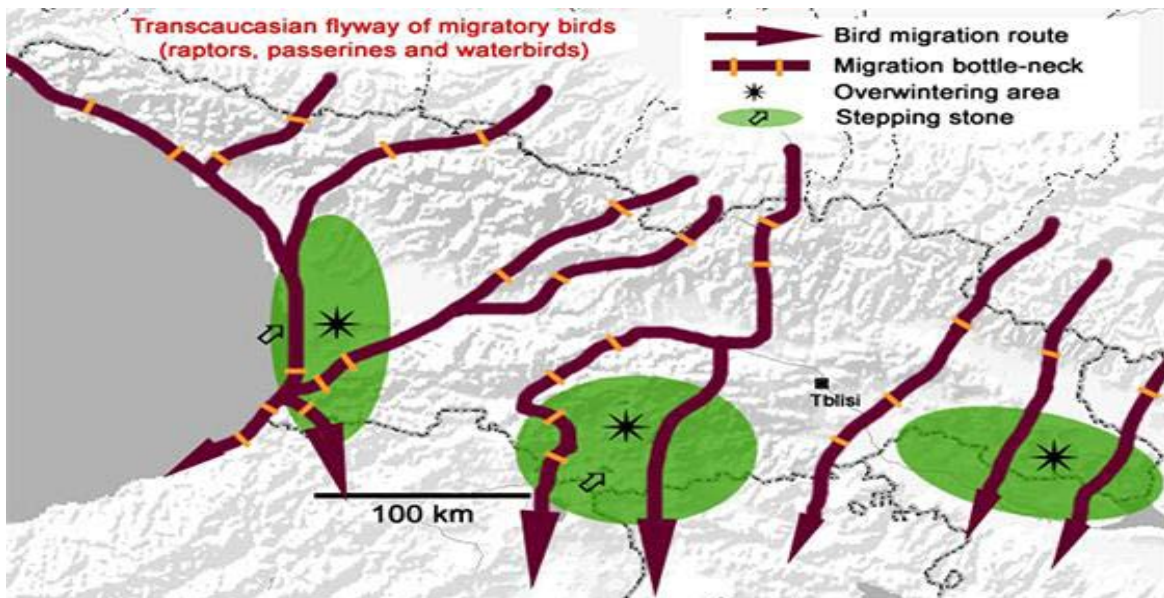 Transcaucasian flyway of migratory birds
(raptors, passerines and waterbirds)
Bird migration route
Migration bottle-neck
Overwintering area
Stepping stone
Tblisi
100 km